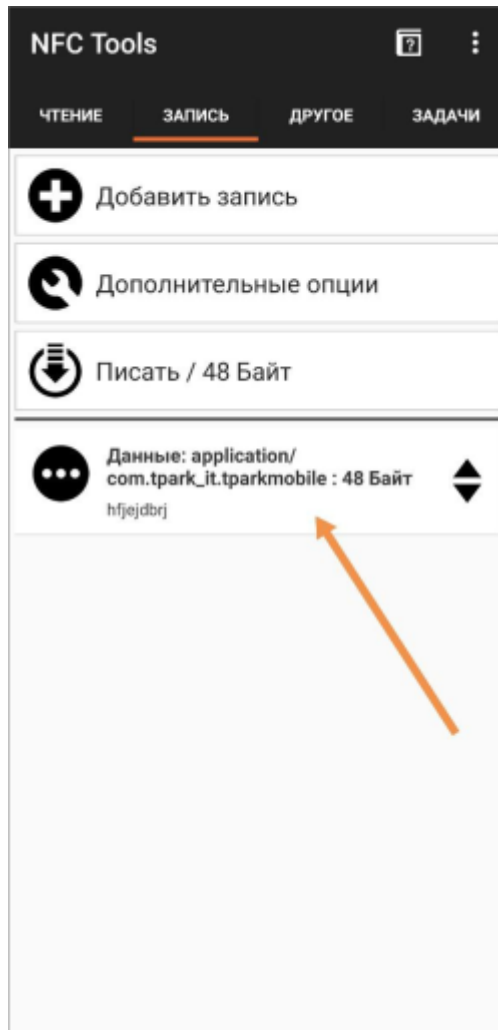 NFC Tools
ЧТЕНИЕ ЗАПИСЬ ДРУГОЕ ЗАДАЧИ
Добавить запись
Дополнительные опции
Писать / 48 Байт
Данные: application/
com.tpark_it.tparkmobile : 48 Байт
hfjejdbrj